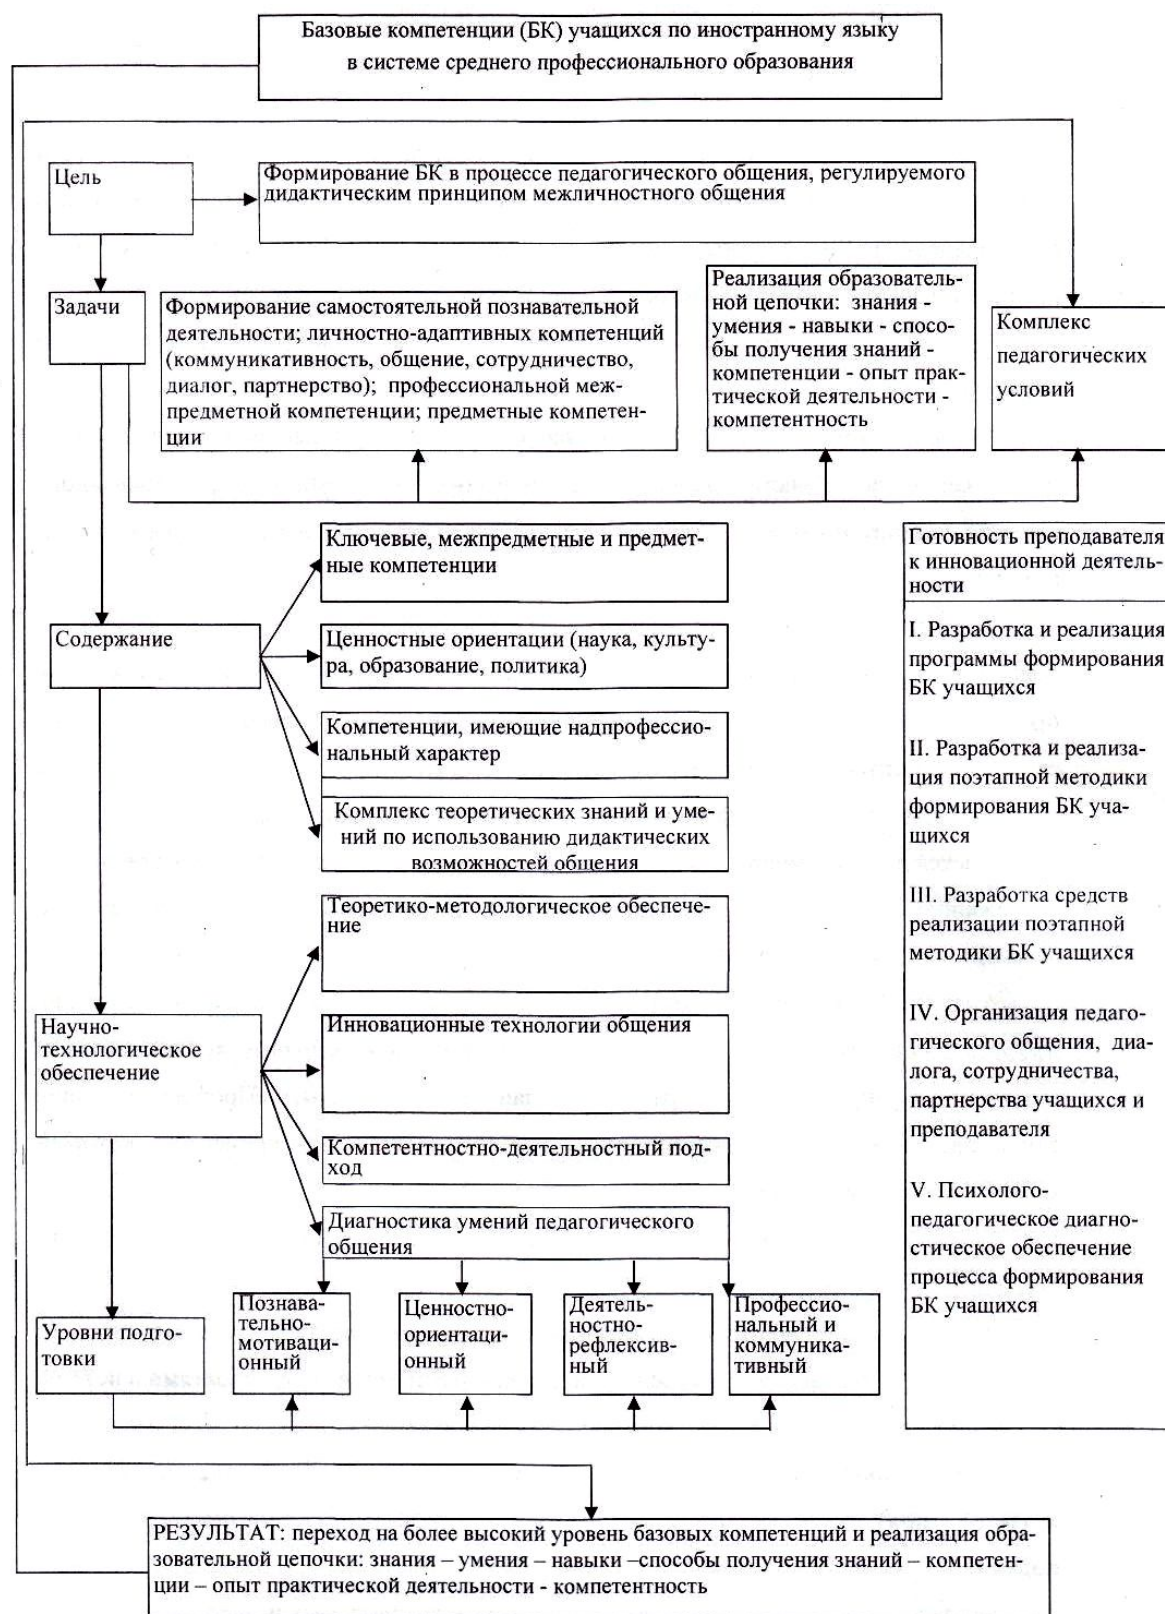 Базовые компетенции (БК) учащихся по иностранному языку
в системе среднего профессионального образования
Цель
Формирование БК в процессе педагогического общения, регулируемого
дидактическим принципом межличностного общения
Задачи
Формирование самостоятельной познавательной
деятельности; личностно-адаптивных компетенций
(коммуникативность, общение, сотрудничество,
диалог, партнерство); профессиональной меж-
предметной компетенции; предметные компетен-
ции
Реализация образователь-
ной цепочки: знания -
умения - навыки - спосо-
бы получения знаний -
компетенции - опыт прак-
тической деятельности -
компетентность
Комплекс
педагогических
условий
Содержание
Ключевые, межпредметные и предмет-
ные компетенции
Ценностные ориентации (наука, культу-
ра, образование, политика)
Компетенции, имеющие надпрофессио-
нальный характер
Комплекс теоретических знаний и уме-
ний по использованию дидактических
возможностей общения
Готовность преподавателя
к инновационной деятель-
ности
I. Разработка и реализация
программы формирования
БК учащихся
II. Разработка и реализа-
ция поэтапной методики
формирования БК уча-
щихся
III. Разработка средств
реализации поэтапной
методики БК учащихся
IV. Организация педаго-
гического общения, диа-
лога, сотрудничества,
партнерства учащихся и
преподавателя
V. Психолого-
педагогическое диагно-
стическое обеспечение
процесса формирования
БК учащихся
Научно-
технологическое
обеспечение
Теоретико-методологическое обеспече-
ние
Инновационные технологии общения
Компетентностно-деятельностный под-
ход
Диагностика умений педагогического
общения
Уровни подго-
товки
Познава-
тельно-
мотиваци-
онный
Ценностно-
ориентаци-
онный
Деятель-
ностно-
рефлексив-
ный
Профессио-
нальный и
коммуника-
тивный
РЕЗУЛЬТАТ: переход на более высокий уровень базовых компетенций и реализация обра-
зовательной цепочки: знания – умения – навыки –способы получения знаний – компетен-
ции – опыт практической деятельности - компетентность